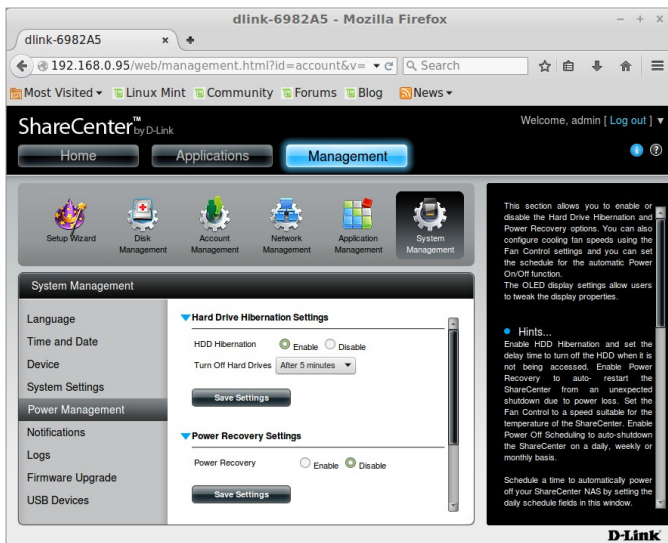 dlink-6982A5 - Mozilla Firefox
dlink-6982A5
192.168.0.95/web/management.html?id=account&v=
Search
Most Visited
Linux Mint
Community
Forums
Blog
News
ShareCenter™ by D-Link
Welcome, admin [ Log out ]
Home
Applications
Management
Setup Wizard
Disk
Management
Account
Management
Network
Management
Application
Management
System
Management
System Management
Language
Time and Date
Device
System Settings
Power Management
Notifications
Logs
Firmware Upgrade
USB Devices
Hard Drive Hibernation Settings
HDD Hibernation
Enable
Disable
Turn Off Hard Drives
After 5 minutes
Save Settings
Power Recovery Settings
Power Recovery
Enable
Disable
Save Settings
This section allows you to enable or
disable the Hard Drive Hibernation and
Power Recovery options. You can also
configure cooling fan speeds using the
Fan Control settings and you can set
the schedule for the automatic Power
On/Off function.
The OLED display settings allow users
to tweak the display properties.
Hints...
Enable HDD Hibernation and set the
delay time to turn off the HDD when it is
not being accessed. Enable Power
Recovery to auto- restart the
ShareCenter from an unexpected
shutdown due to power loss. Set the
Fan Control to a speed suitable for the
temperature of the ShareCenter. Enable
Power Off Scheduling to auto-shutdown
the ShareCenter on a daily, weekly or
monthly basis.
Schedule a time to automatically power
off your ShareCenter NAS by setting the
daily schedule fields in this window.
D-Link